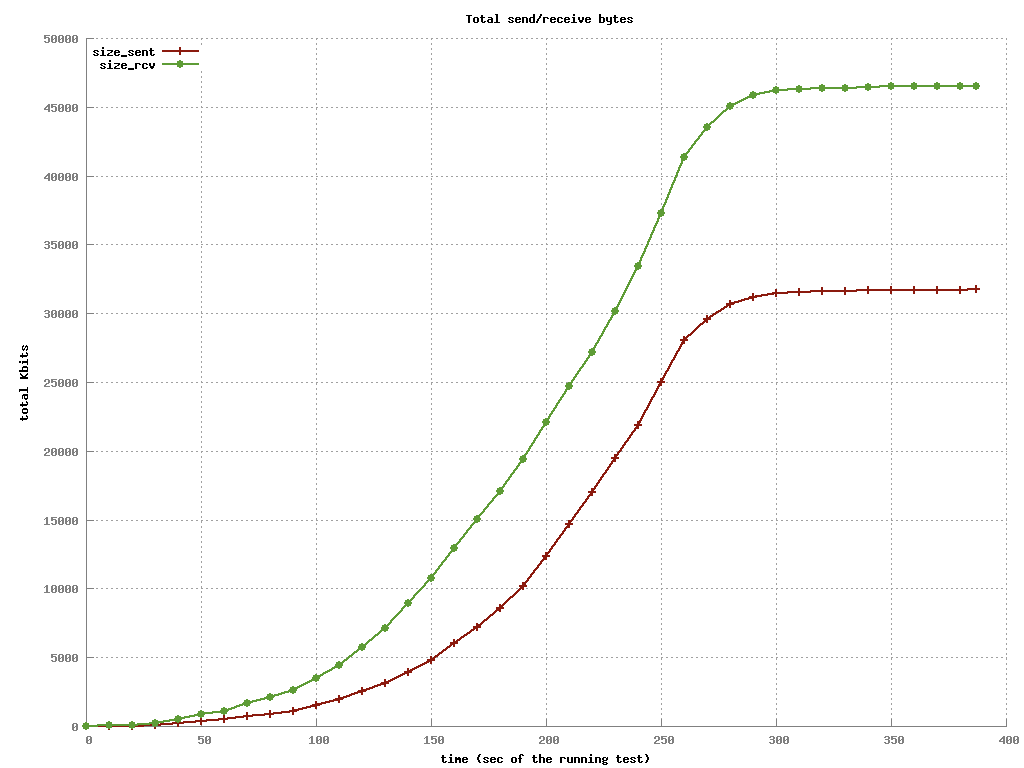 Total send/receive bytes
50000
size_sent
size_rcv
45000
40000
35000
30000
total Kbits
25000
20000
15000
10000
5000
0
0 50 100 150 200 250 300 350 400
time (sec of the running test)